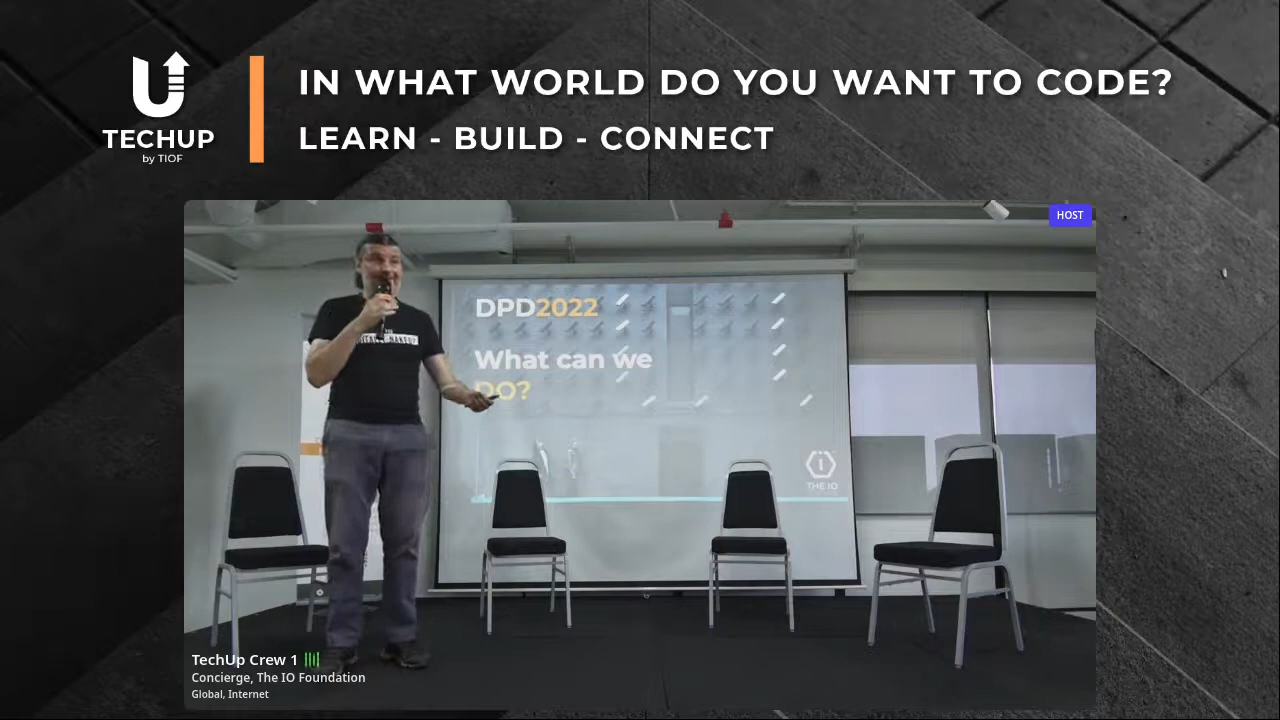 TECHUP
by TIOF
IN WHAT WORLD DO YOU WANT TO CODE?
LEARN - BUILD - CONNECT
HOST
DPD2022
What can we
DO?
THE IO
TechUp Crew 1
Concierge, The IO Foundation
Global, Internet